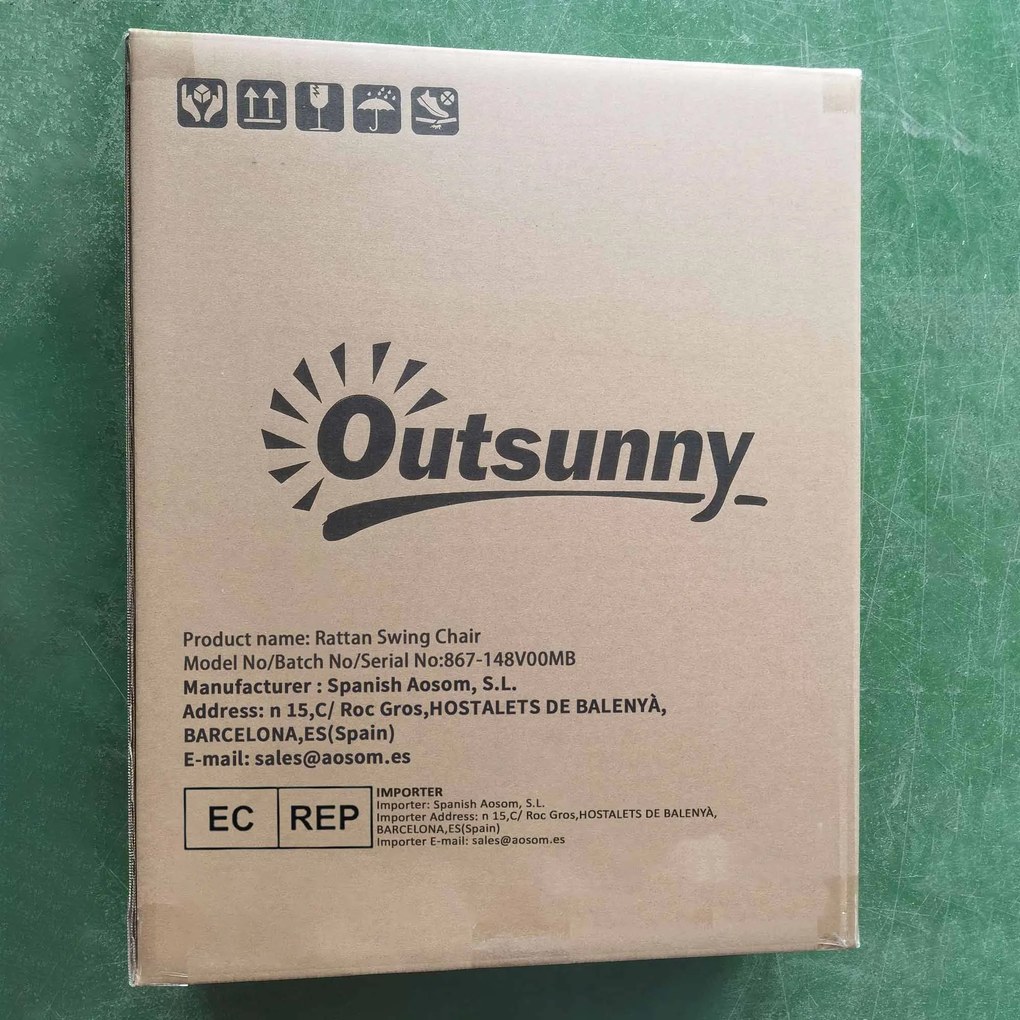 Outsunny
Product name: Rattan Swing Chair
Model No/Batch No/Serial No:867-148V00MB
Manufacturer : Spanish Aosom, S.L.
Address: n 15,C/ Roc Gros,HOSTALETS DE BALENYÀ,
BARCELONA,ES(Spain)
E-mail: sales@aosom.es
EC REP
IMPORTER
Importer: Spanish Aosom, S.L.
Importer Address: n 15,C/ Roc Gros,HOSTALETS DE BALENYÀ,
BARCELONA,ES(Spain)
Importer E-mail: sales@aosom.es